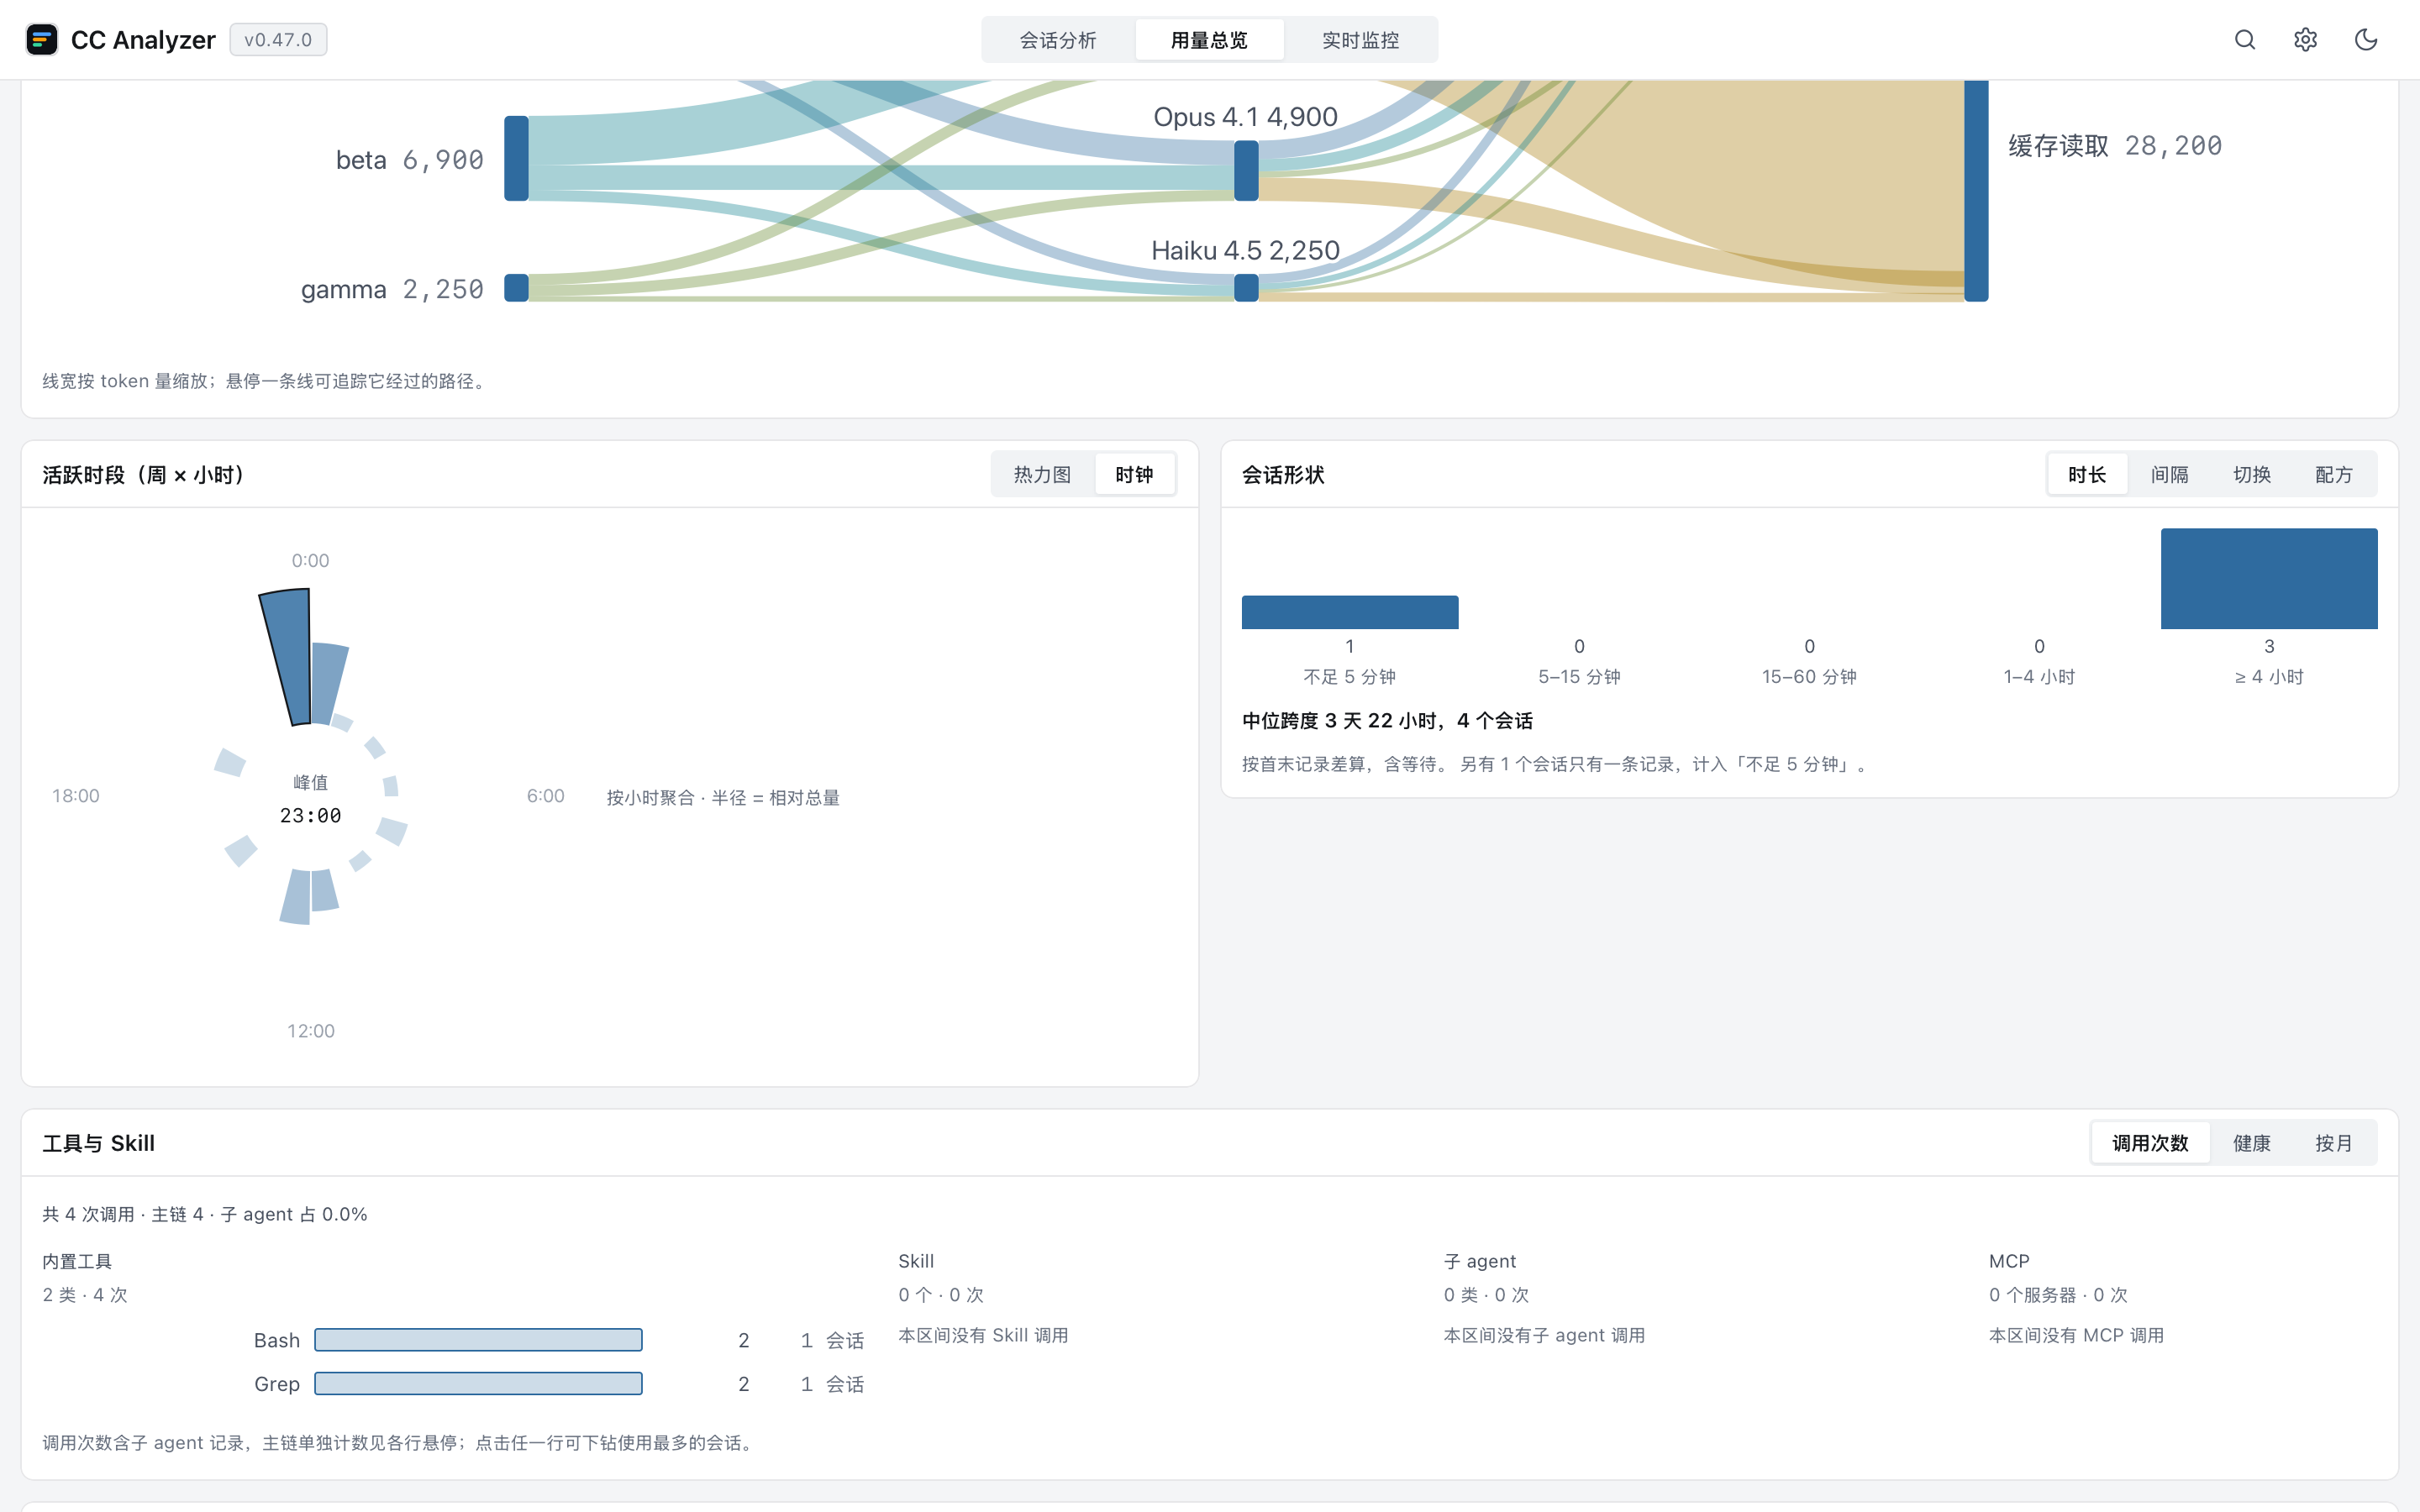 CC Analyzer v0.47.0
会话分析 用量总览 实时监控
Opus 4.1 4,900
beta 6,900
缓存读取 28,200
Haiku 4.5 2,250
gamma 2,250
线宽按 token 量缩放；悬停一条线可追踪它经过的路径。
活跃时段（周 × 小时）
热力图 时钟
0:00
峰值
23:00
18:00
6:00
按小时聚合 · 半径 = 相对总量
12:00
会话形状
时长 间隔 切换 配方
1 0 0 0 3
不足 5 分钟 5–15 分钟 15–60 分钟 1–4 小时 ≥ 4 小时
中位跨度 3 天 22 小时，4 个会话
按首末记录差算，含等待。 另有 1 个会话只有一条记录，计入「不足 5 分钟」。
工具与 Skill
调用次数 健康 按月
共 4 次调用 · 主链 4 · 子 agent 占 0.0%
内置工具
2 类 · 4 次
Bash 2 1 会话
Grep 2 1 会话
Skill
0 个 · 0 次
本区间没有 Skill 调用
子 agent
0 类 · 0 次
本区间没有子 agent 调用
MCP
0 个服务器 · 0 次
本区间没有 MCP 调用
调用次数含子 agent 记录，主链单独计数见各行悬停；点击任一行可下钻使用最多的会话。